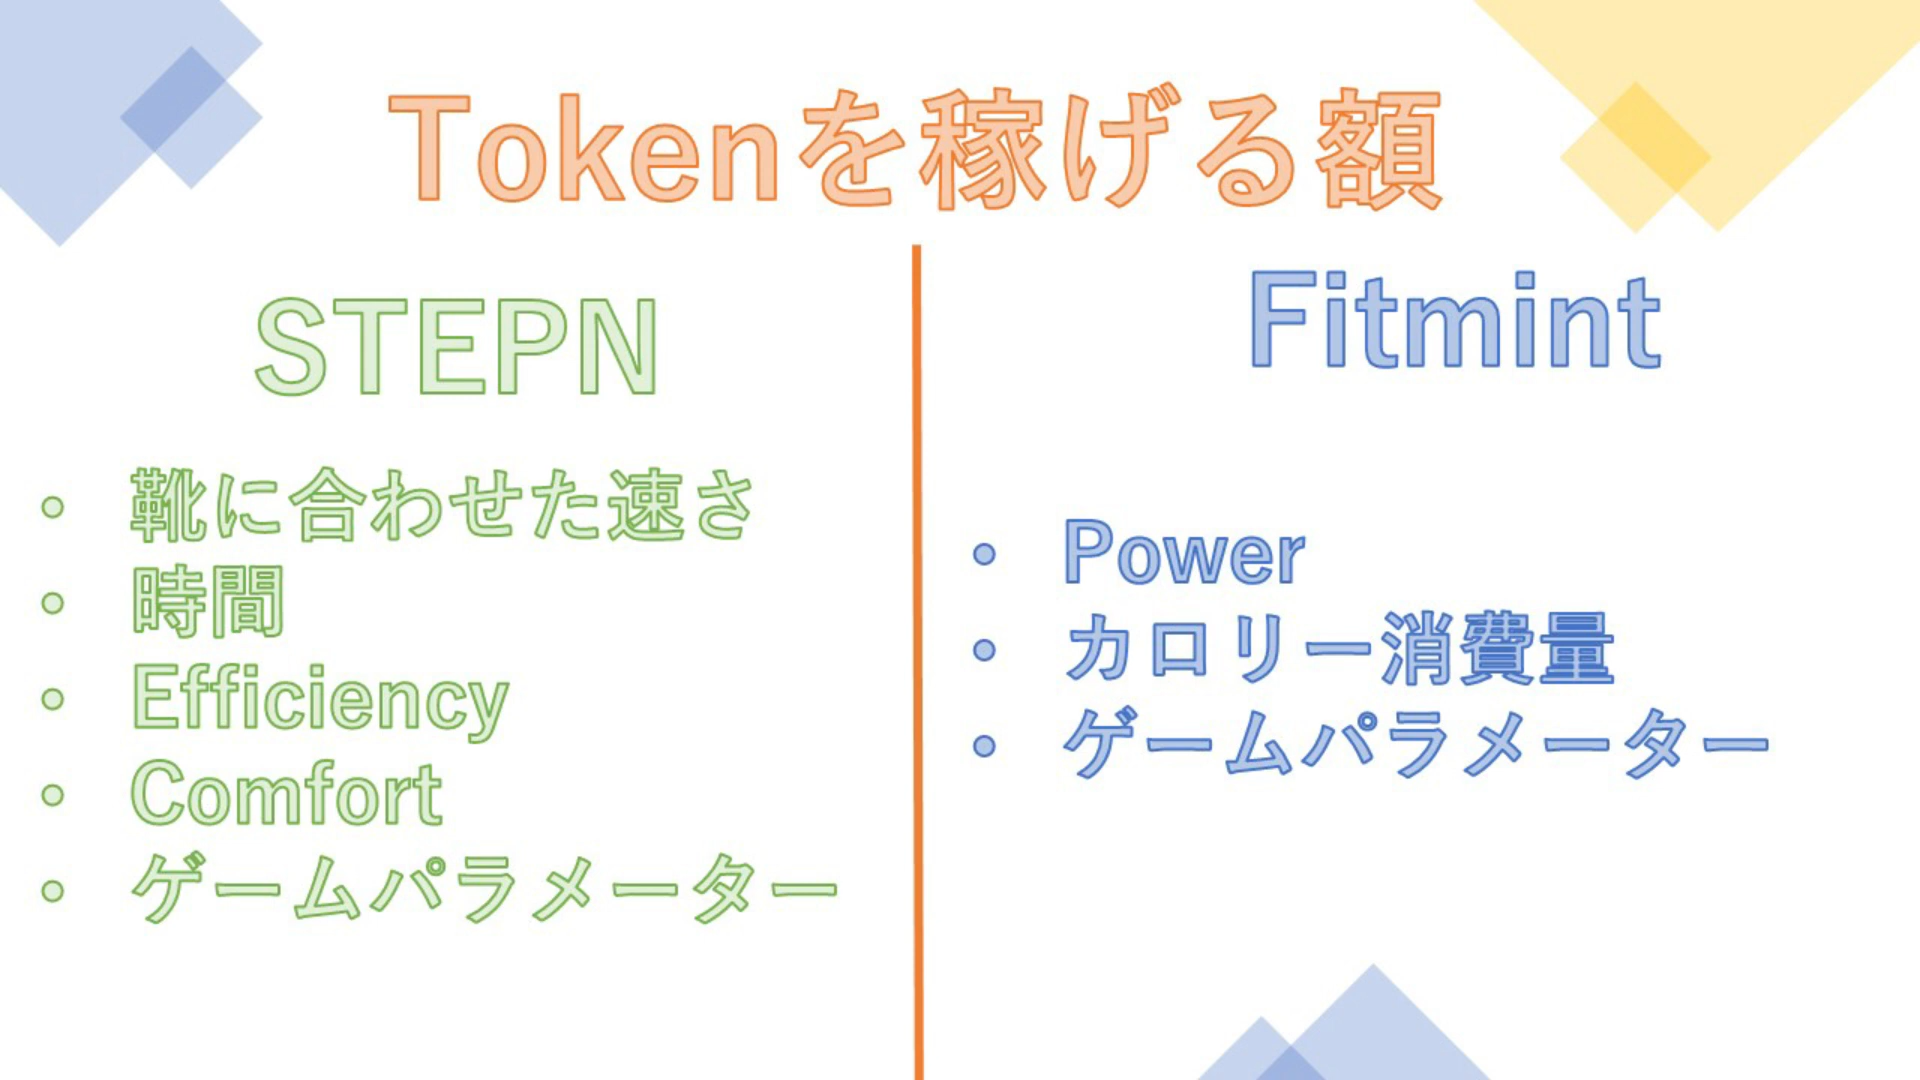 Tokenを稼げる額
STEPN
• 靴に合わせた速さ
• 時間
• Efficiency
• Comfort
• ゲームパラメーター
Fitmint
• Power
• カロリー消費量
• ゲームパラメーター